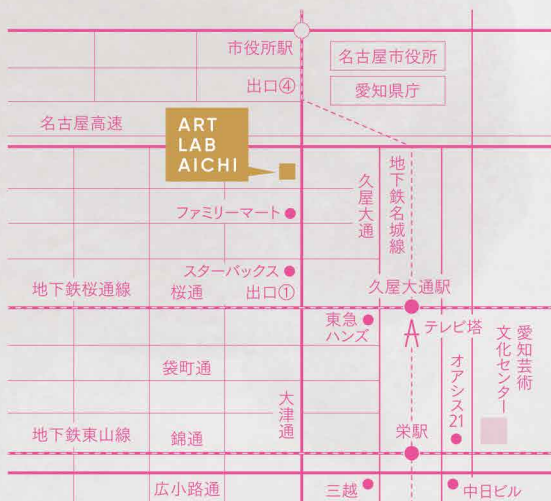 市役所駅
名古屋市役所
出口④
愛知県庁
名古屋高速
ART
LAB
AICHI
久屋大通
地下鉄名城線
ファミリーマート
スターバックス
地下鉄桜通線
桜通
出口①
久屋大通駅
東急
ハンズ
テレビ塔
愛知芸術
文化センター
オアシス21
袋町通
大津通
地下鉄東山線
錦通
栄駅
広小路通
三越
中日ビル